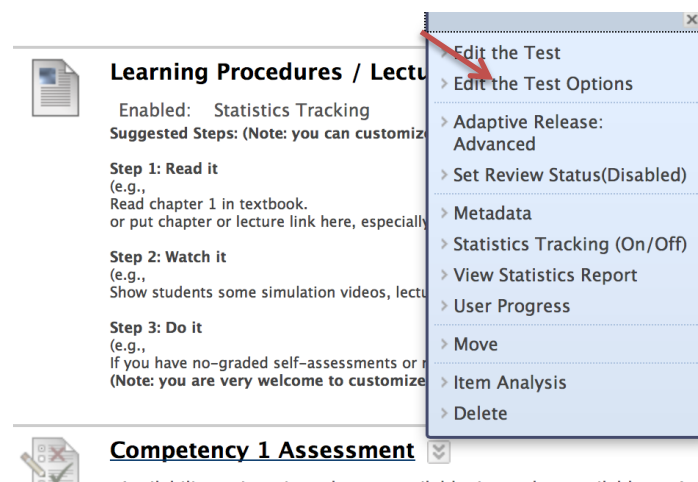 Learning Procedures / Lectu
Enabled: Statistics Tracking
Suggested Steps: (Note: you can customiz
Step 1: Read it
(e.g.,
Read chapter 1 in textbook.
or put chapter or lecture link here, especially
Step 2: Watch it
(e.g.,
Show students some simulation videos, lectu
Step 3: Do it
(e.g.,
If you have no-graded self-assessments or
(Note: you are very welcome to customize
Competency 1 Assessment
Edit the Test
Edit the Test Options
Adaptive Release:
Advanced
Set Review Status(Disabled)
Metadata
Statistics Tracking (On/Off)
View Statistics Report
User Progress
Move
Item Analysis
Delete